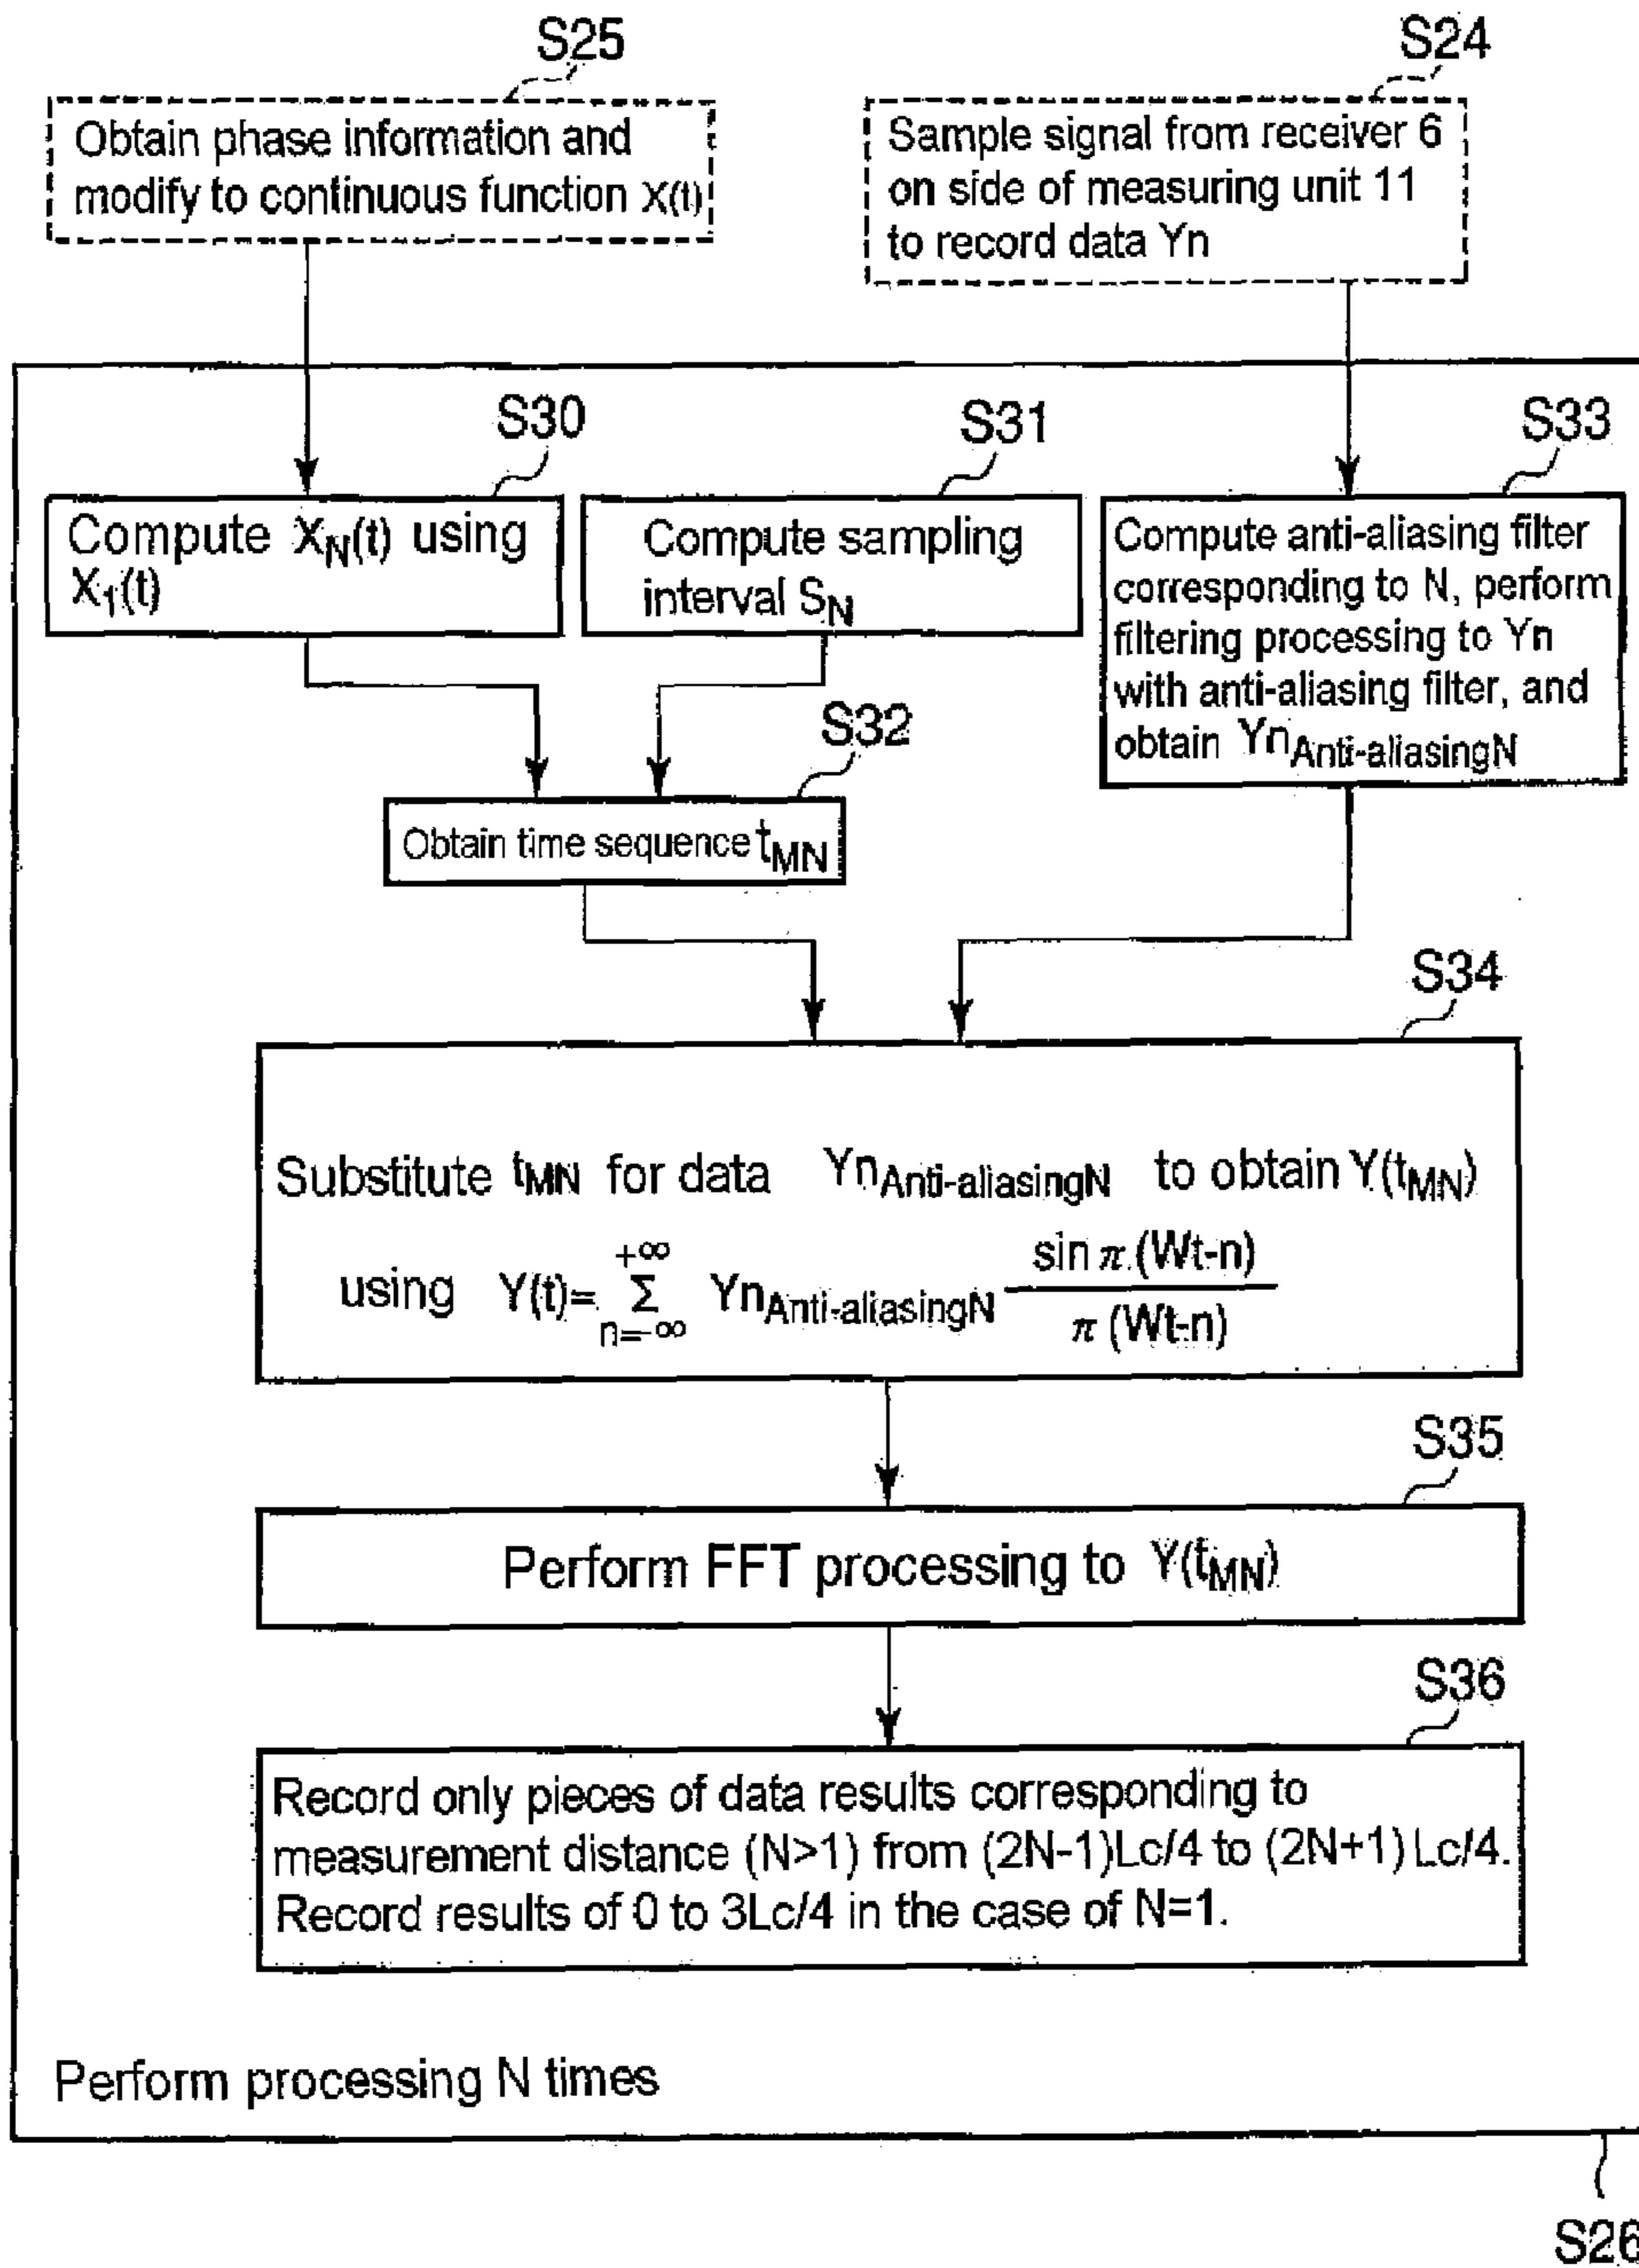 S25
Obtain phase information and
modify to continuous function X(t)
S24
Sample signal from receiver 6
on side of measuring unit 11
to record data Yn
S30
Compute X_N(t) using
X_1(t)
S31
Compute sampling
interval S_N
S33
Compute anti-aliasing filter
corresponding to N, perform
filtering processing to Yn
with anti-aliasing filter, and
obtain Yn_Anti-aliasingN
S32
Obtain time sequence t_MN
S34
Substitute t_MN for data Yn_Anti-aliasingN to obtain Y(t_MN)
using Y(t)= Σ_{n=-∞}^{+∞} Yn_Anti-aliasingN sin π (Wt-n) / π (Wt-n)
S35
Perform FFT processing to Y(t_MN)
S36
Record only pieces of data results corresponding to
measurement distance (N>1) from (2N-1)Lc/4 to (2N+1) Lc/4.
Record results of 0 to 3Lc/4 in the case of N=1.
Perform processing N times
S26